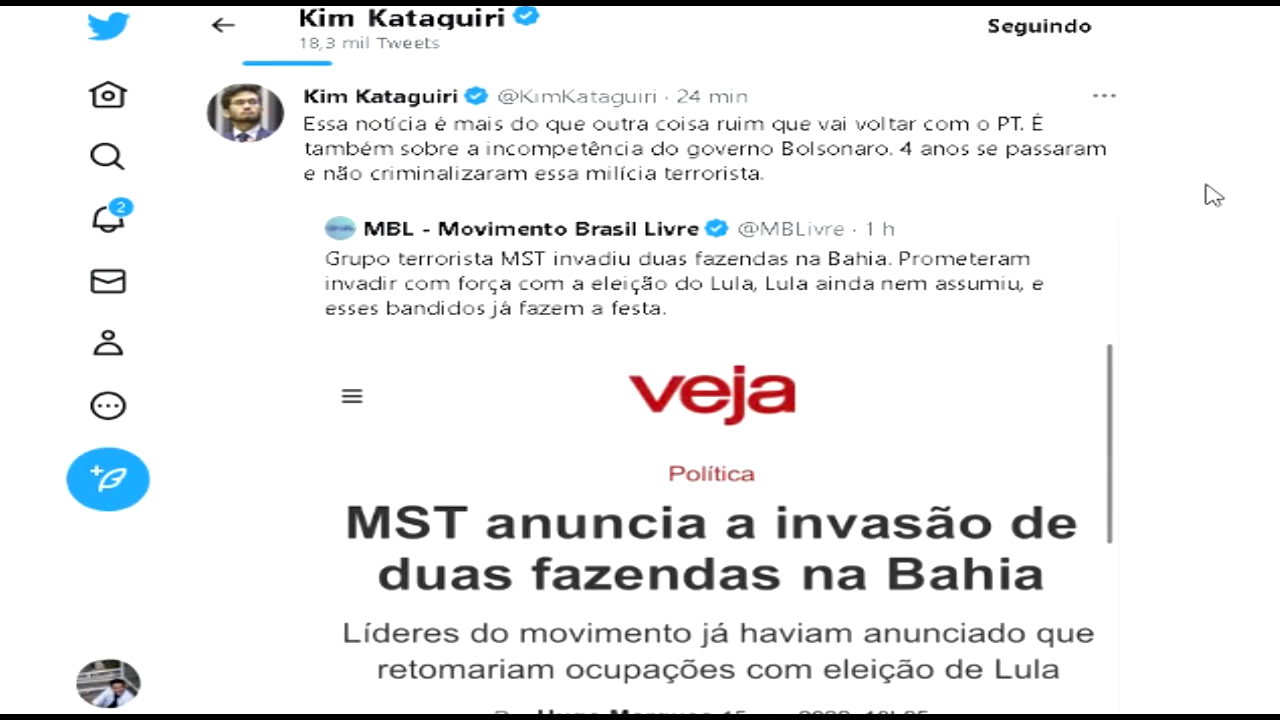 Kim Kataguiri
18,3 mil Tweets
Seguindo
Kim Kataguiri @KimKataguiri · 24 min
Essa notícia é mais do que outra coisa ruim que vai voltar com o PT. É
também sobre a incompetência do governo Bolsonaro. 4 anos se passaram
e não criminalizaram essa milícia terrorista.
2
MBL - Movimento Brasil Livre @MBLivre · 1 h
Grupo terrorista MST invadiu duas fazendas na Bahia. Prometeram
invadir com força com a eleição do Lula, Lula ainda nem assumiu, e
esses bandidos já fazem a festa.
veja
Política
MST anuncia a invasão de
duas fazendas na Bahia
Líderes do movimento já haviam anunciado que
retomariam ocupações com eleição de Lula